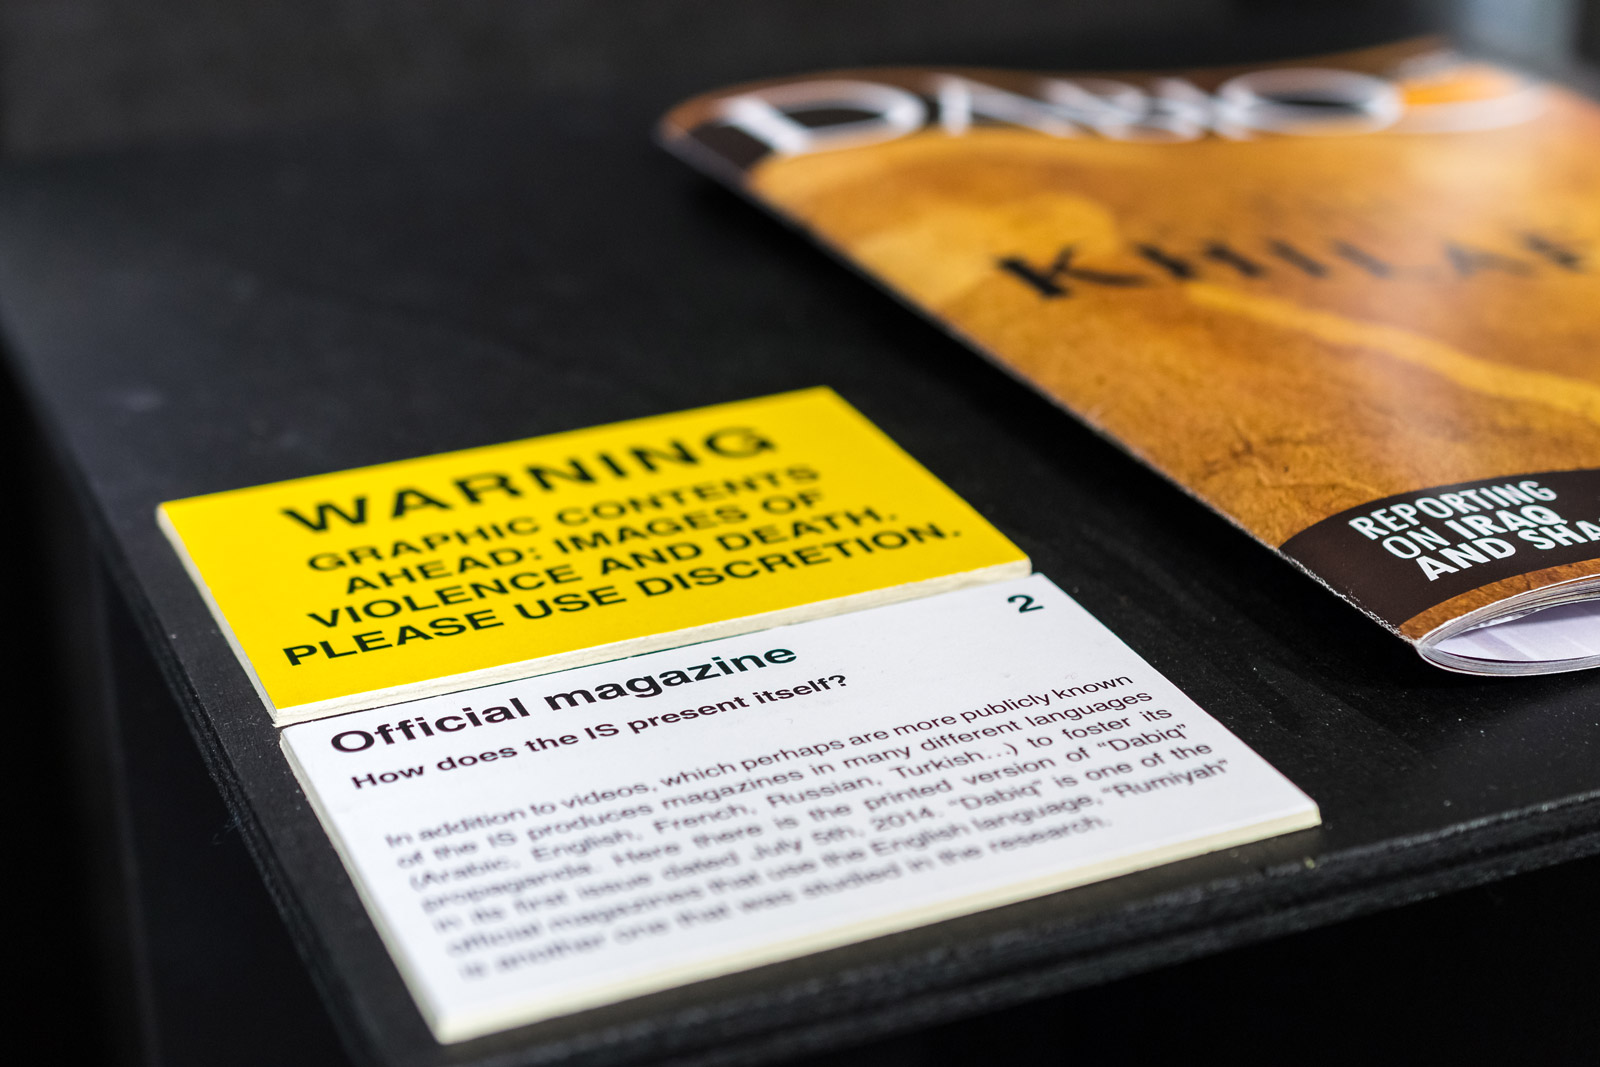 DABIQ
KHILAF
REPORTING
ON IRAQ
AND SHA
WARNING
GRAPHIC CONTENTS
AHEAD: IMAGES OF
VIOLENCE AND DEATH.
PLEASE USE DISCRETION.
2
Official magazine
How does the IS present itself?
In addition to videos, which perhaps are more publicly known
of the IS produces magazines in many different languages
(Arabic, English, French, Russian, Turkish...) to foster its
propaganda. Here there is the printed version of “Dabiq”
in its first issue dated July 5th, 2014. “Dabiq” is one of the
official magazines that use the English language, “Rumiyah”
is another one that was studied in the research.